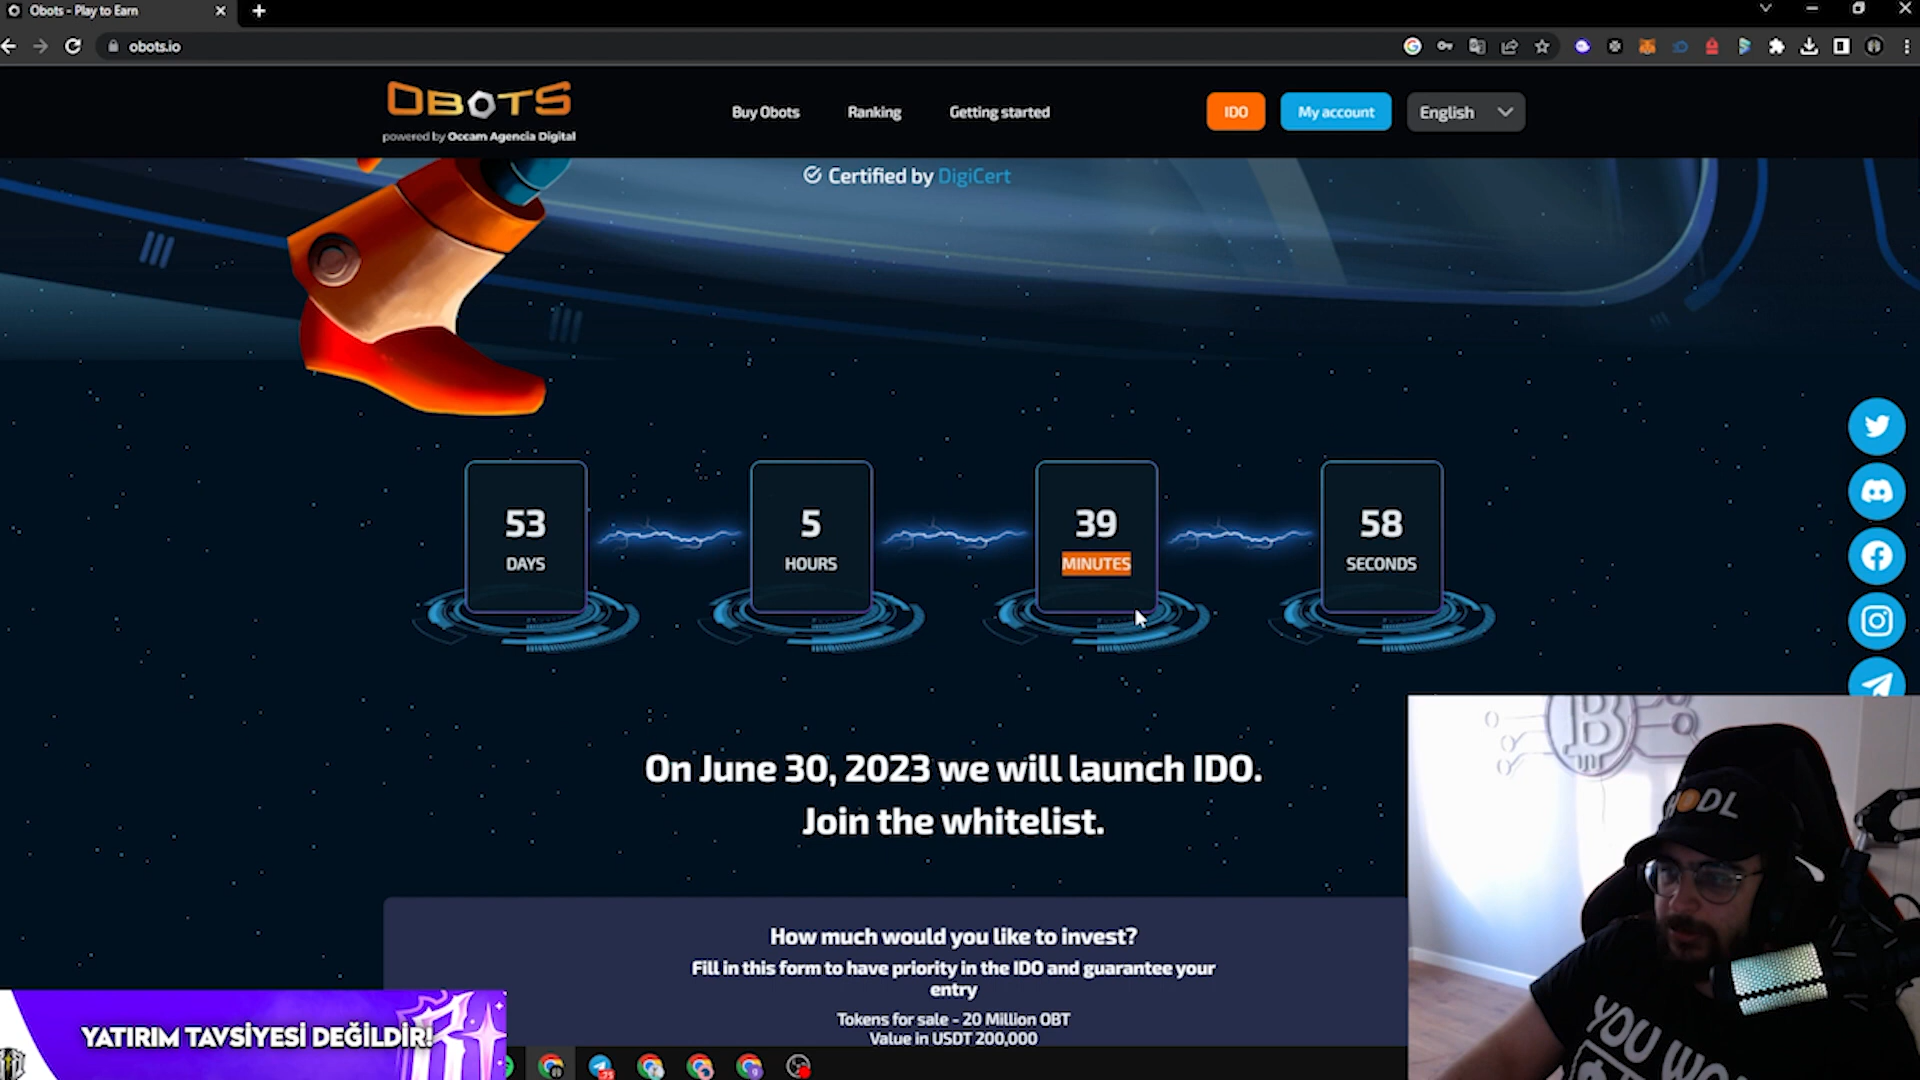 Obots - Play to Earn
obots.io
OBOTS
powered by Occam Agencia Digital
Buy Obots
Ranking
Getting started
IDO
My account
English
Certified by DigiCert
53
DAYS
5
HOURS
39
MINUTES
58
SECONDS
On June 30, 2023 we will launch IDO.
Join the whitelist.
How much would you like to invest?
Fill in this form to have priority in the IDO and guarantee your
entry
Tokens for sale - 20 Million OBT
Value in USDT 200,000
HODL
YOU WO
YATIRIM TAVSİYESİ DEĞİLDİR!